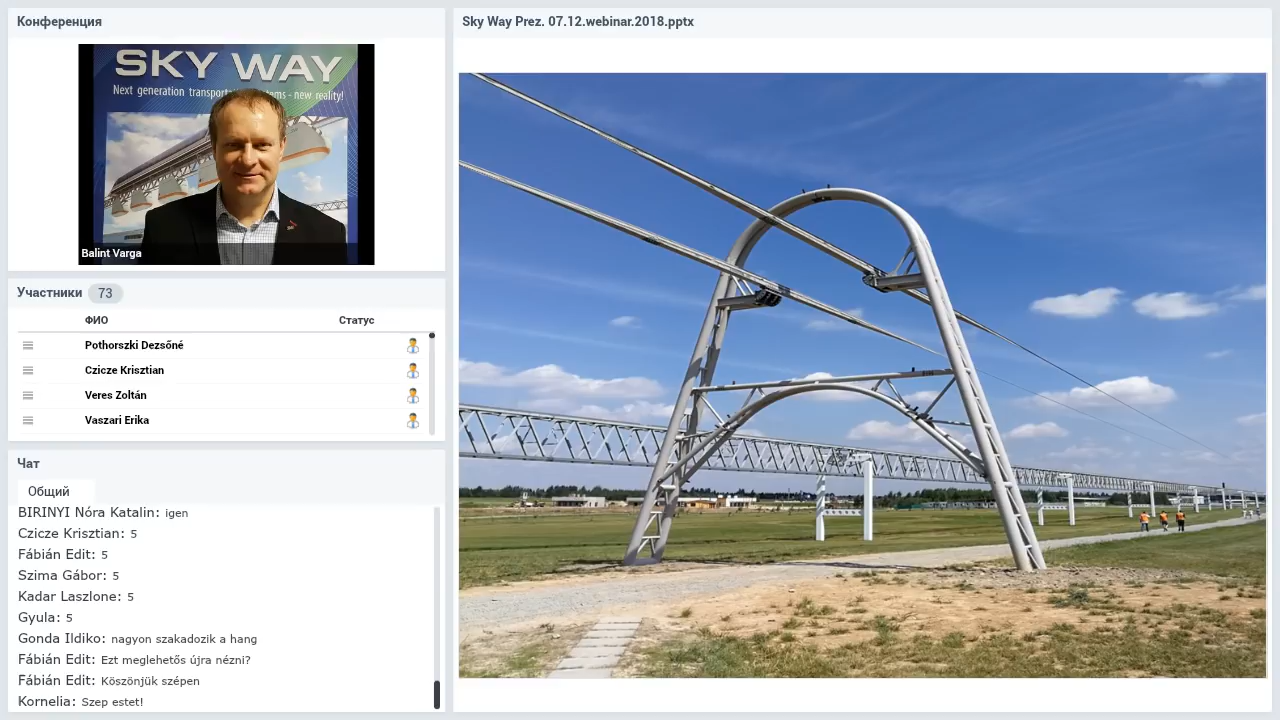 Конференция
SKY WAY
Next generation
new reality!
Balint Varga
Участники 73
ФИО Статус
Pothorszki Dezsőné
Czicze Krisztian
Veres Zoltán
Vaszari Erika
Чат
Общий
BIRINYI Nóra Katalin: igen
Czicze Krisztian: 5
Fábián Edit: 5
Szima Gábor: 5
Kadar Laszlone: 5
Gyula: 5
Gonda Ildiko: nagyon szakadozik a hang
Fábián Edit: Ezt meglehetős újra nézni?
Fábián Edit: Köszönjük szépen
Kornelia: Szep estet!
Sky Way Prez. 07.12.webinar.2018.pptx